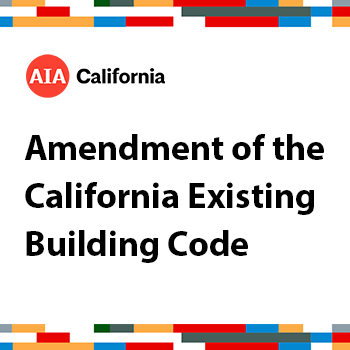 AIA California
Amendment of the
California Existing
Building Code